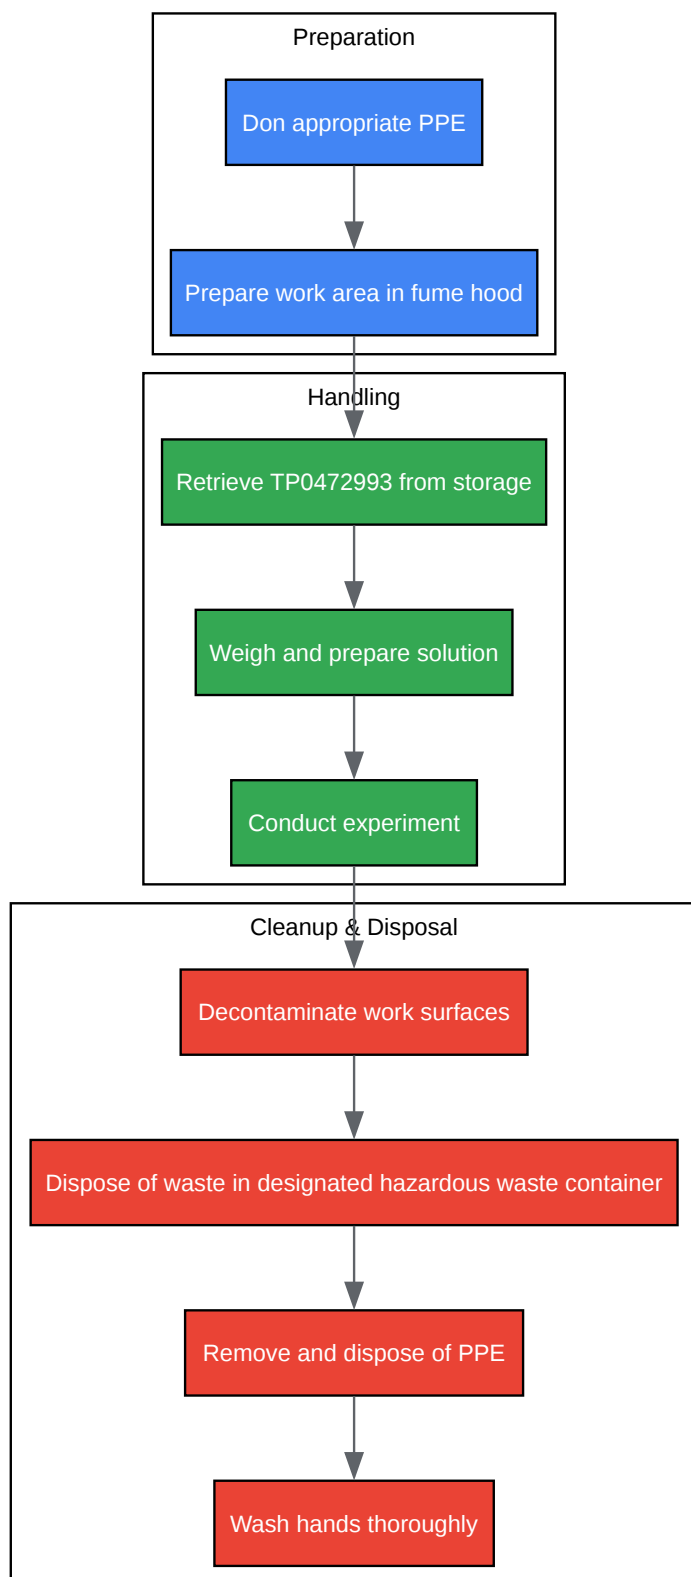 Preparation
Don appropriate PPE
Prepare work area in fume hood
Handling
Retrieve TP0472993 from storage
Weigh and prepare solution
Conduct experiment
Cleanup & Disposal
Decontaminate work surfaces
Dispose of waste in designated hazardous waste container
Remove and dispose of PPE
Wash hands thoroughly